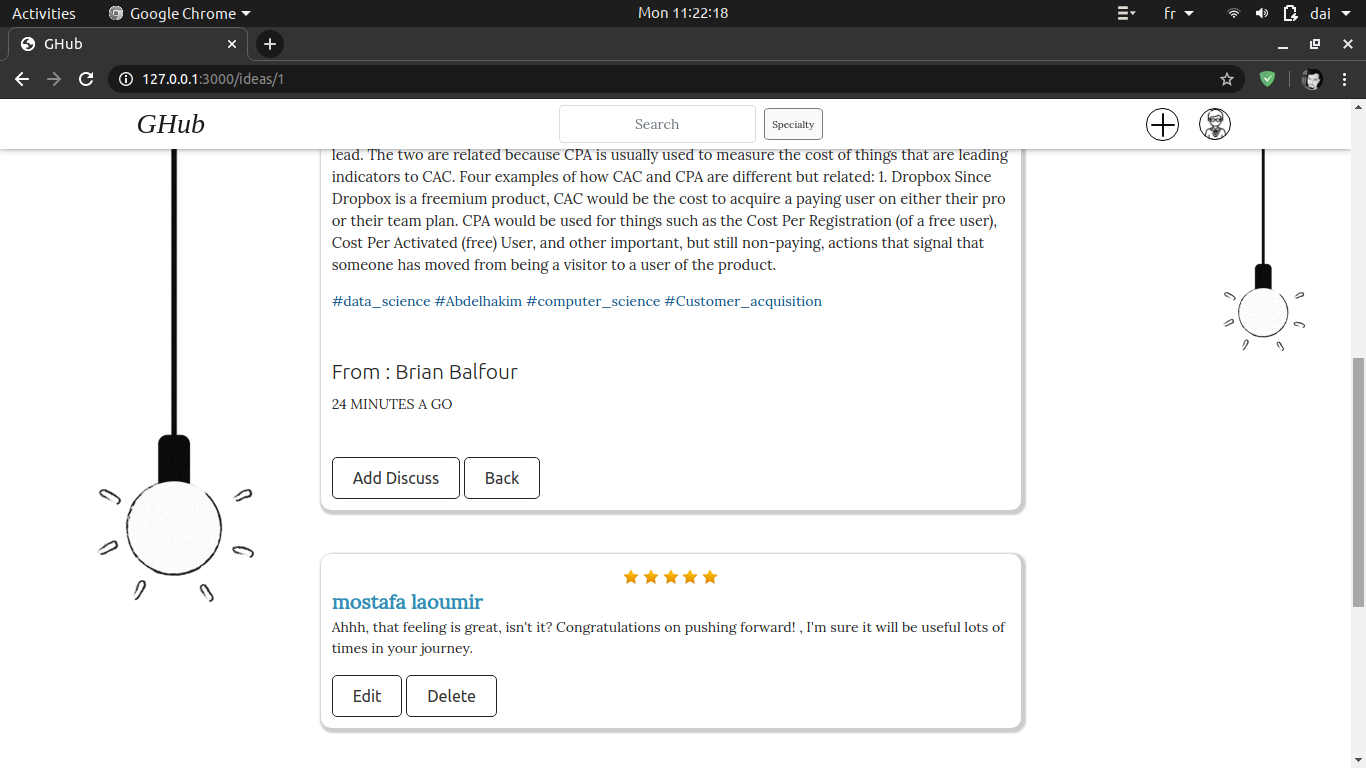 Activities Google Chrome Mon 11:22:18 fr dai
GHub
127.0.0.1:3000/ideas/1
GHub Search Specialty
lead. The two are related because CPA is usually used to measure the cost of things that are leading
indicators to CAC. Four examples of how CAC and CPA are different but related: 1. Dropbox Since
Dropbox is a freemium product, CAC would be the cost to acquire a paying user on either their pro
or their team plan. CPA would be used for things such as the Cost Per Registration (of a free user),
Cost Per Activated (free) User, and other important, but still non-paying, actions that signal that
someone has moved from being a visitor to a user of the product.
#data_science #Abdelhakim #computer_science #Customer_acquisition
From : Brian Balfour
24 MINUTES A GO
Add Discuss Back
mostafa laoumir
Ahhh, that feeling is great, isn't it? Congratulations on pushing forward! , I'm sure it will be useful lots of
times in your journey.
Edit Delete